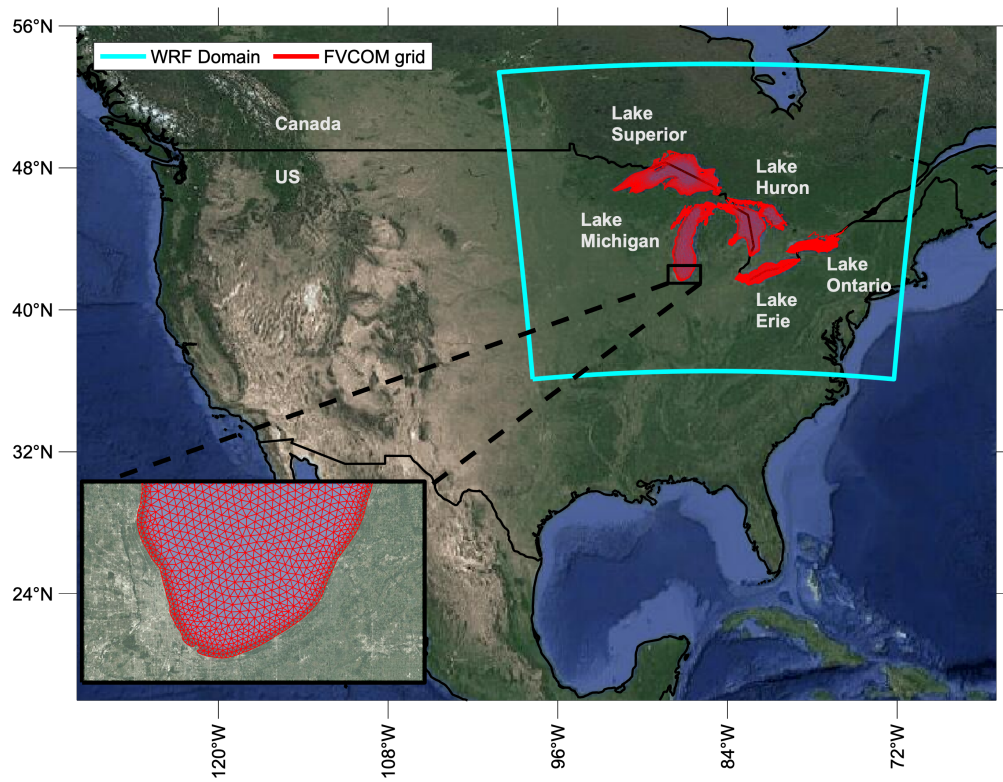 56°N
WRF Domain FVCOM grid
Canada
Lake
Superior
48°N
US
Lake
Huron
Lake
Michigan
Lake
Ontario
40°N
Lake
Erie
32°N
24°N
120°W
108°W
96°W
84°W
72°W